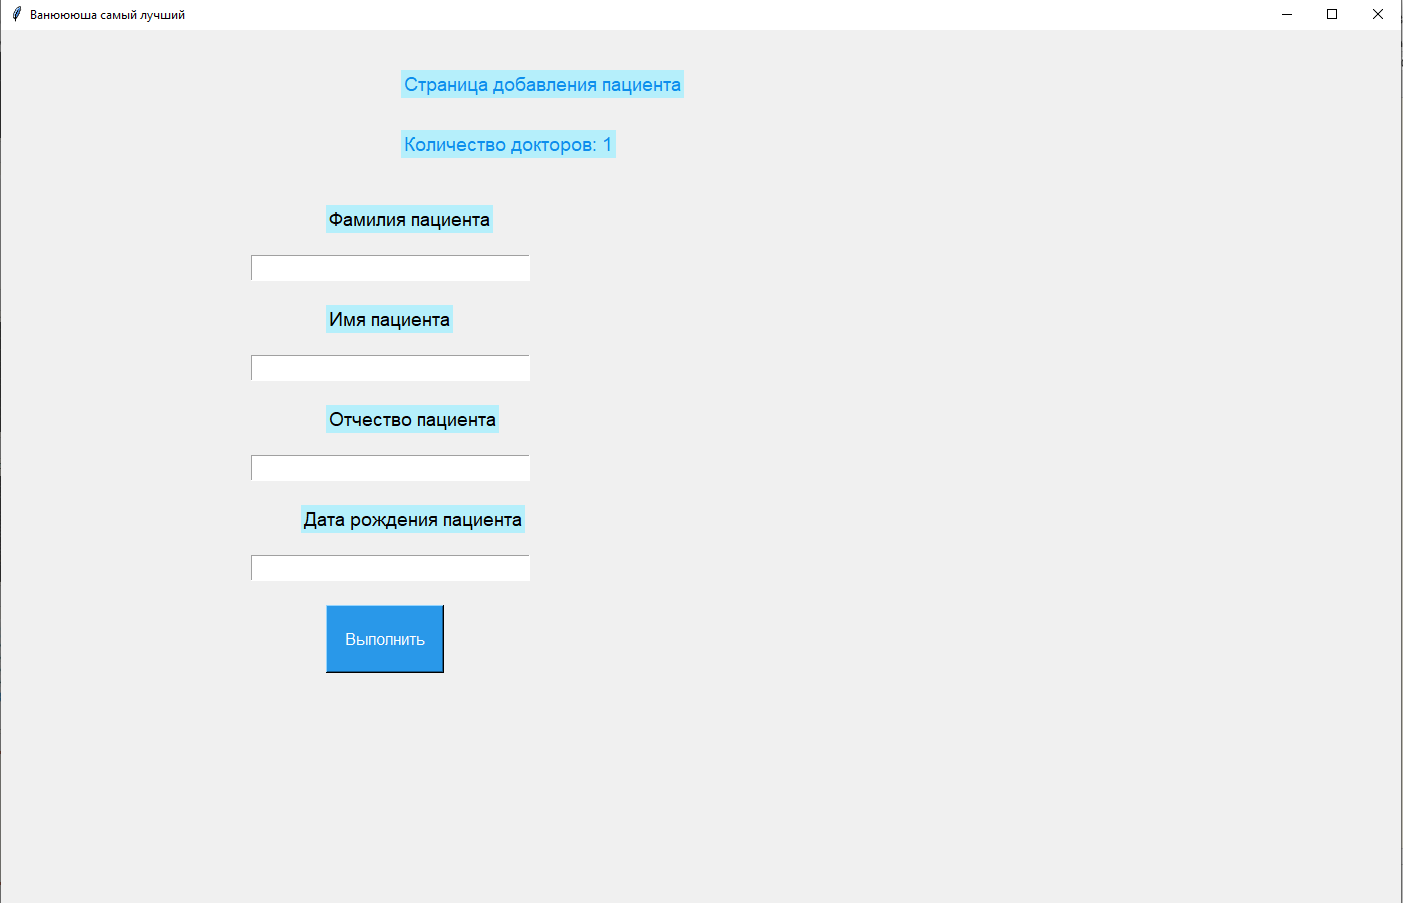 Ванюююша самый лучший
Страница добавления пациента
Количество докторов: 1
Фамилия пациента
Имя пациента
Отчество пациента
Дата рождения пациента
Выполнить